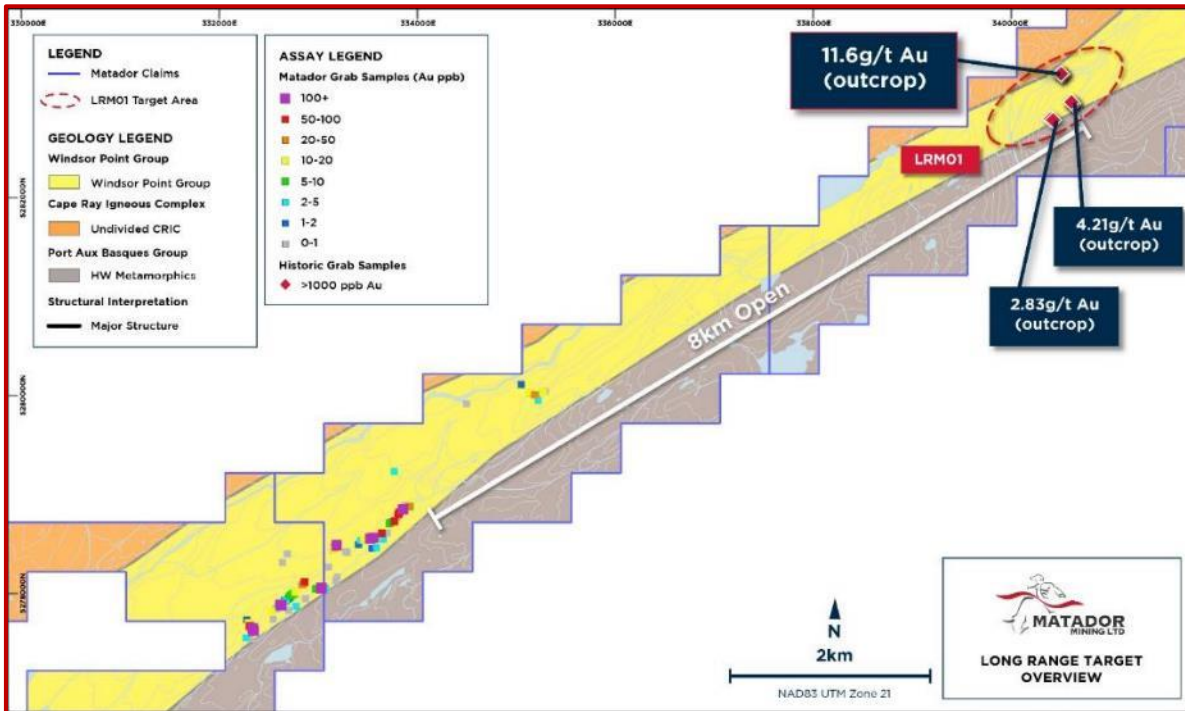 330000E 332000E 334000E 336000E 338000E 340000E
LEGEND
Matador Claims
LRM01 Target Area
GEOLOGY LEGEND
Windsor Point Group
Windsor Point Group
Cape Ray Igneous Complex
Undivided CRIC
Port Aux Basques Group
HW Metamorphics
Structural Interpretation
Major Structure
ASSAY LEGEND
Matador Grab Samples (Au ppb)
100+
50-100
20-50
10-20
5-10
2-5
1-2
0-1
Historic Grab Samples
>1000 ppb Au
11.6g/t Au
(outcrop)
LRM01
4.21g/t Au
(outcrop)
2.83g/t Au
(outcrop)
8km Open
5282000N
5280000N
5278000N
N
2km
NAD83 UTM Zone 21
MATADOR
MINING LTD
LONG RANGE TARGET
OVERVIEW